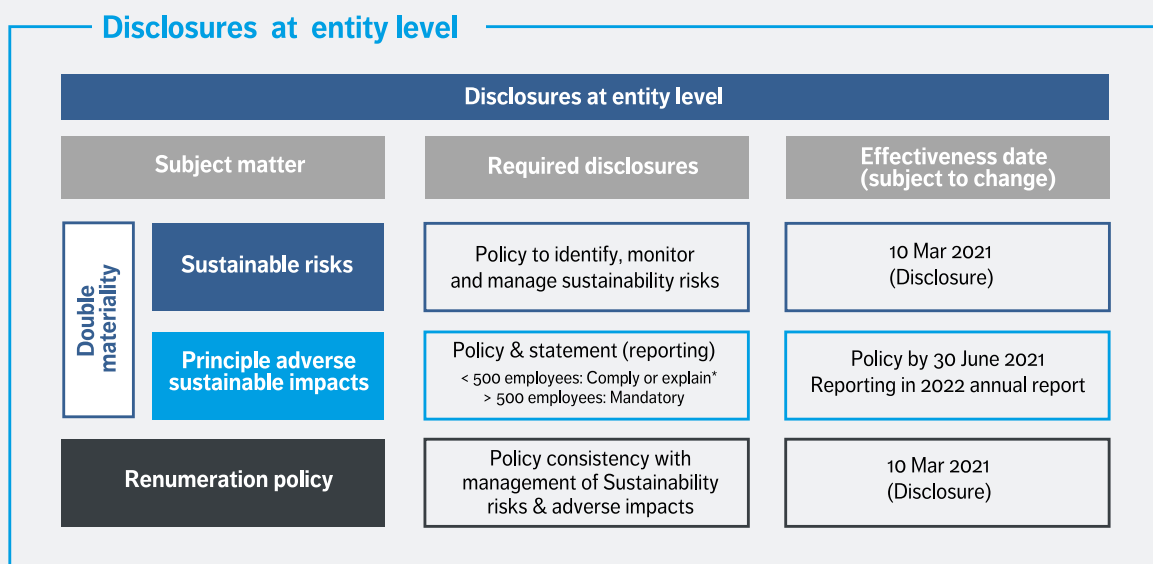 Disclosures at entity level
Disclosures at entity level
Subject matter
Required disclosures
Effectiveness date
(subject to change)
Double
materiality
Sustainable risks
Policy to identify, monitor
and manage sustainability risks
10 Mar 2021
(Disclosure)
Principle adverse
sustainable impacts
Policy & statement (reporting)
< 500 employees: Comply or explain*
> 500 employees: Mandatory
Policy by 30 June 2021
Reporting in 2022 annual report
Renumeration policy
Policy consistency with
management of Sustainability
risks & adverse impacts
10 Mar 2021
(Disclosure)